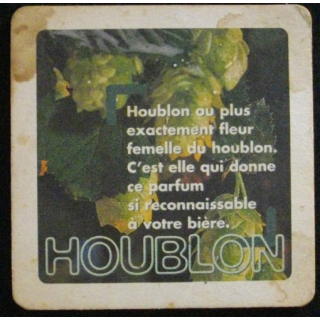 Houblon ou plus
exactement fleur
femelle du houblon.
C'est elle qui donne
ce parfum
si reconnaissable
à votre bière.
HOUBLON